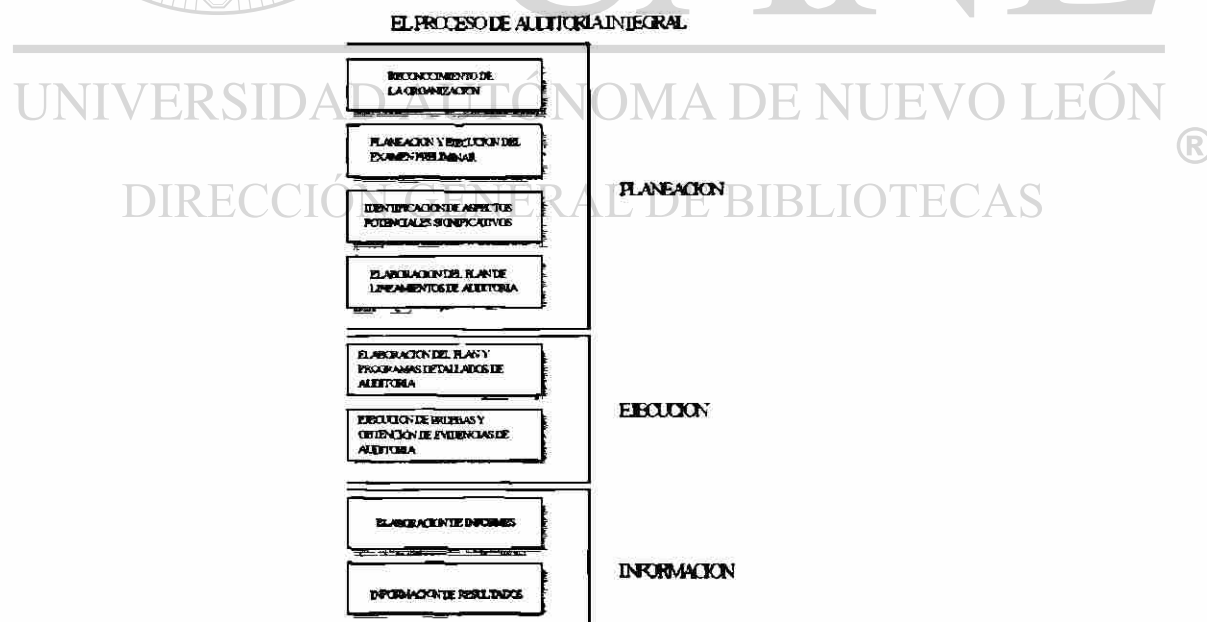 EL PROCESO DE AUDITORIA INTEGRAL
RECONOCIMIENTO DE
LA ORGANIZACION
UNIVERSIDAD AUTÓNOMA DE NUEVO LEÓN
PLANEACION Y EJECUCION DEL
EXAMEN PRELIMINAR
®
PLANEACION
DIRECCIÓN GENERAL DE BIBLIOTECAS
IDENTIFICACION DE ASPECTOS
POTENCIALES SIGNIFICATIVOS
ELABORACION DEL PLAN DE
LINEAMIENTOS DE AUDITORIA
ELABORACION DEL PLAN Y
PROGRAMAS DETALLADOS DE
AUDITORIA
EJECUCION
EJECUCION DE PRUEBAS Y
OBTENCION DE EVIDENCIAS DE
AUDITORIA
ELABORACION DE INFORMES
INFORMACION
INFORMACION DE RESULTADOS